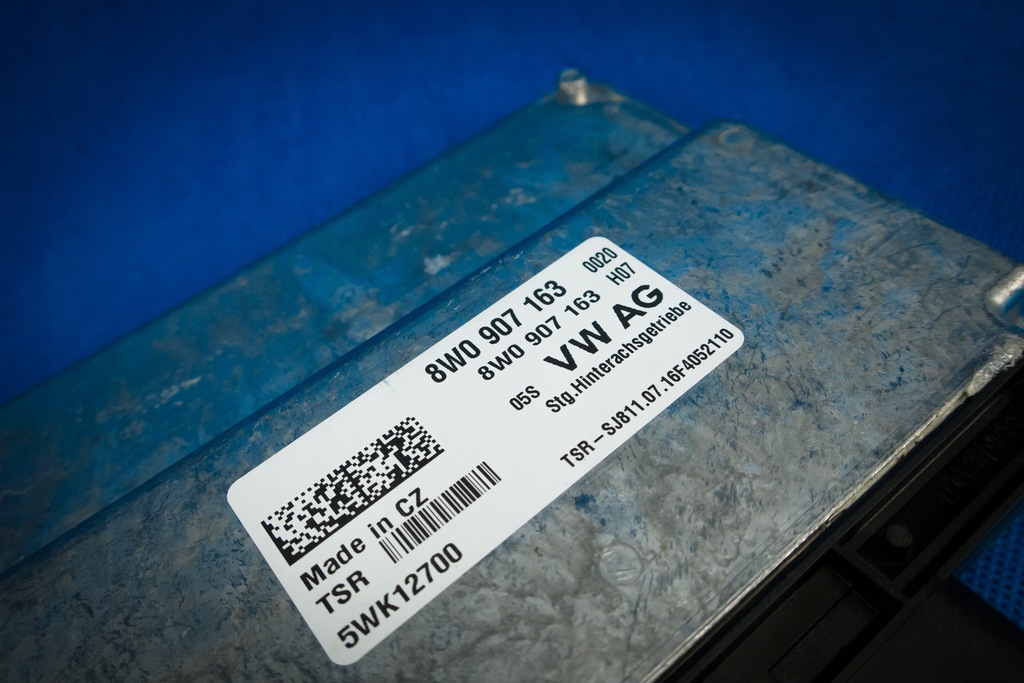 8W0 907 163 0020
8W0 907 163 H07
05S VW AG
Stg.Hinterachsgetriebe
TSR-SJ811.07.16F4052110
Made in CZ
TSR
5WK12700